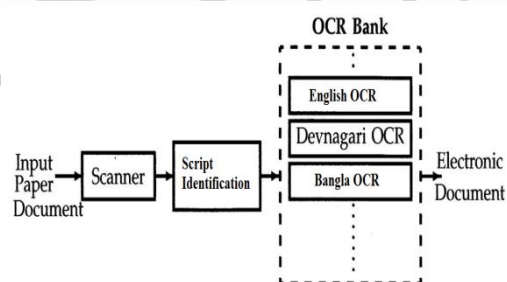 OCR Bank
English OCR
Devnagari OCR
Bangla OCR
Input
Paper
Document
Scanner
Script
Identification
Electronic
Document